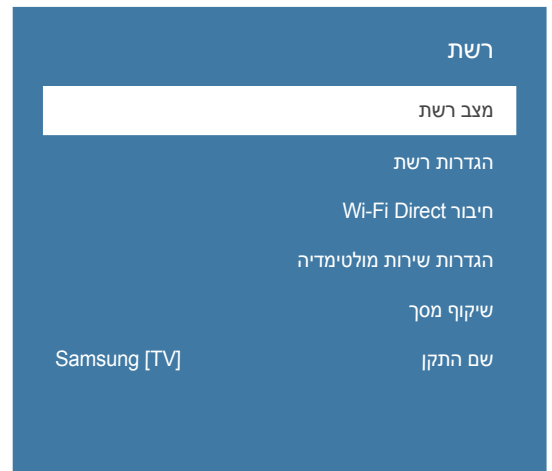 רשת
מצב רשת
הגדרות רשת
חיבור Wi-Fi Direct
הגדרות שירות מולטימדיה
שיקוף מסך
שם התקן Samsung [TV]